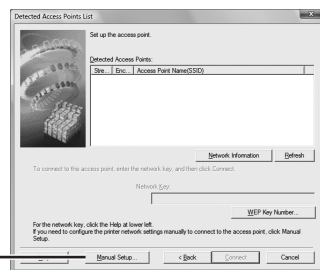 Detected Access Points List
Set up the access point.
Detected Access Points:
Stre... Enc... Access Point Name(SSID)
Network Information Refresh
To connect to this access point, enter the network key, and then click Connect.
Network Key
WEP Key Number...
For the network key, click the Help at lower left.
If you need to configure the printer network settings manually to connect to the access point, click Manual
Setup.
Manual Setup... < Back Connect Cancel